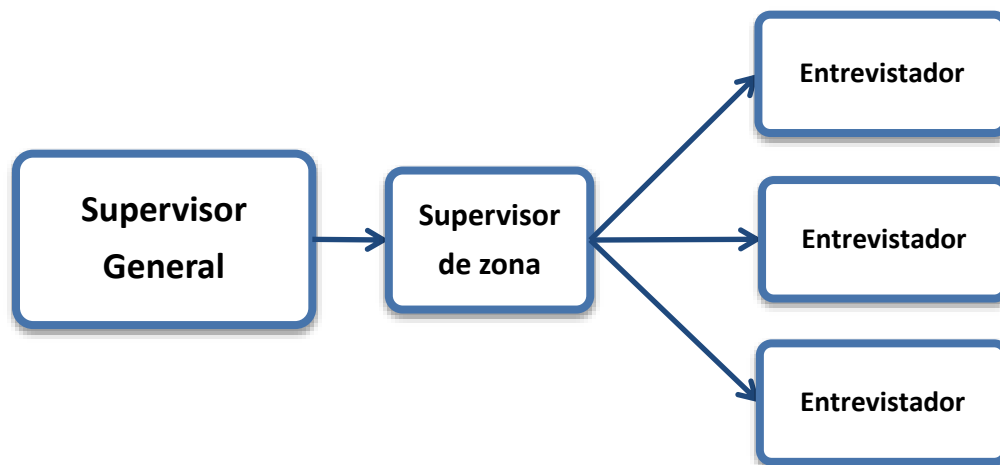 Supervisor
General
Supervisor
de zona
Entrevistador
Entrevistador
Entrevistador